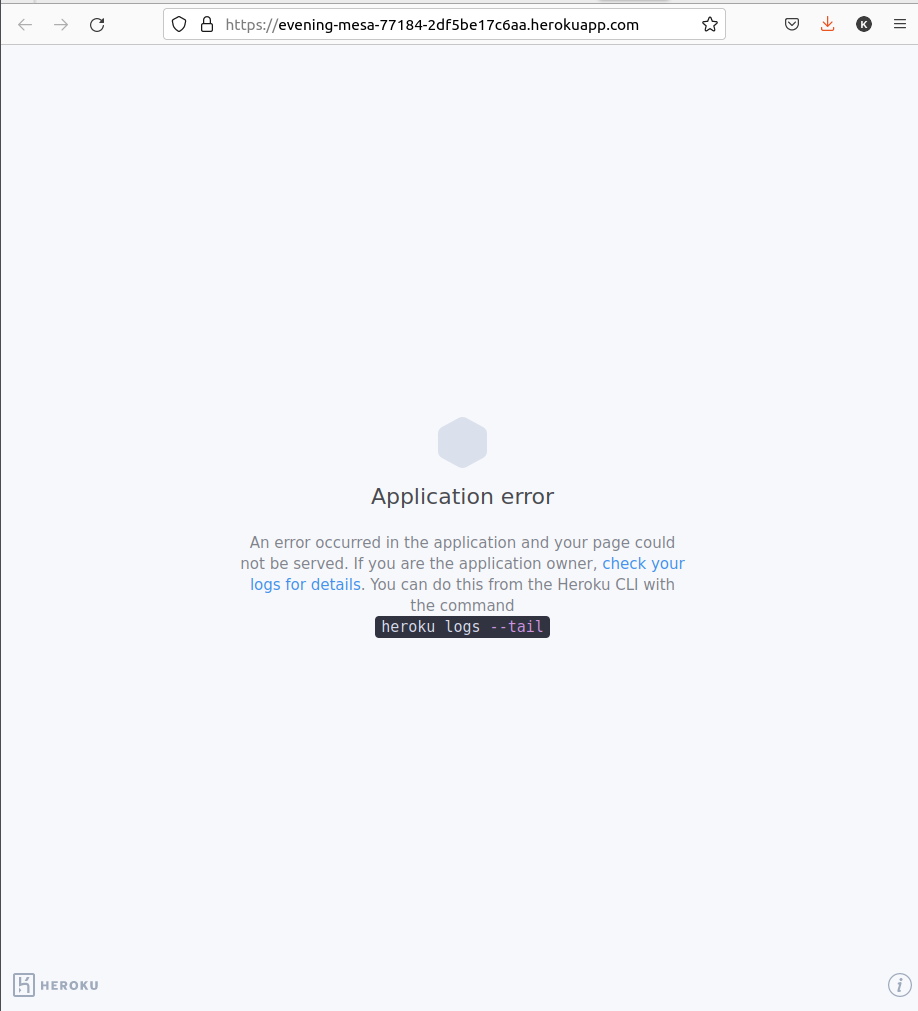 https://evening-mesa-77184-2df5be17c6aa.herokuapp.com
K
Application error
An error occurred in the application and your page could
not be served. If you are the application owner, check your
logs for details. You can do this from the Heroku CLI with
the command
heroku logs --tail
HEROKU
i